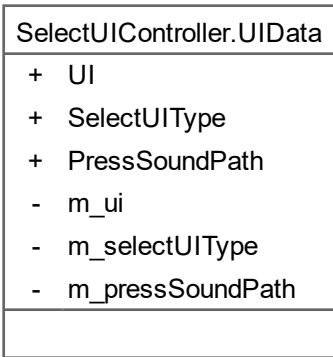 SelectUIController.UIData
+ UI
+ SelectUIType
+ PressSoundPath
- m_ui
- m_selectUIType
- m_pressSoundPath